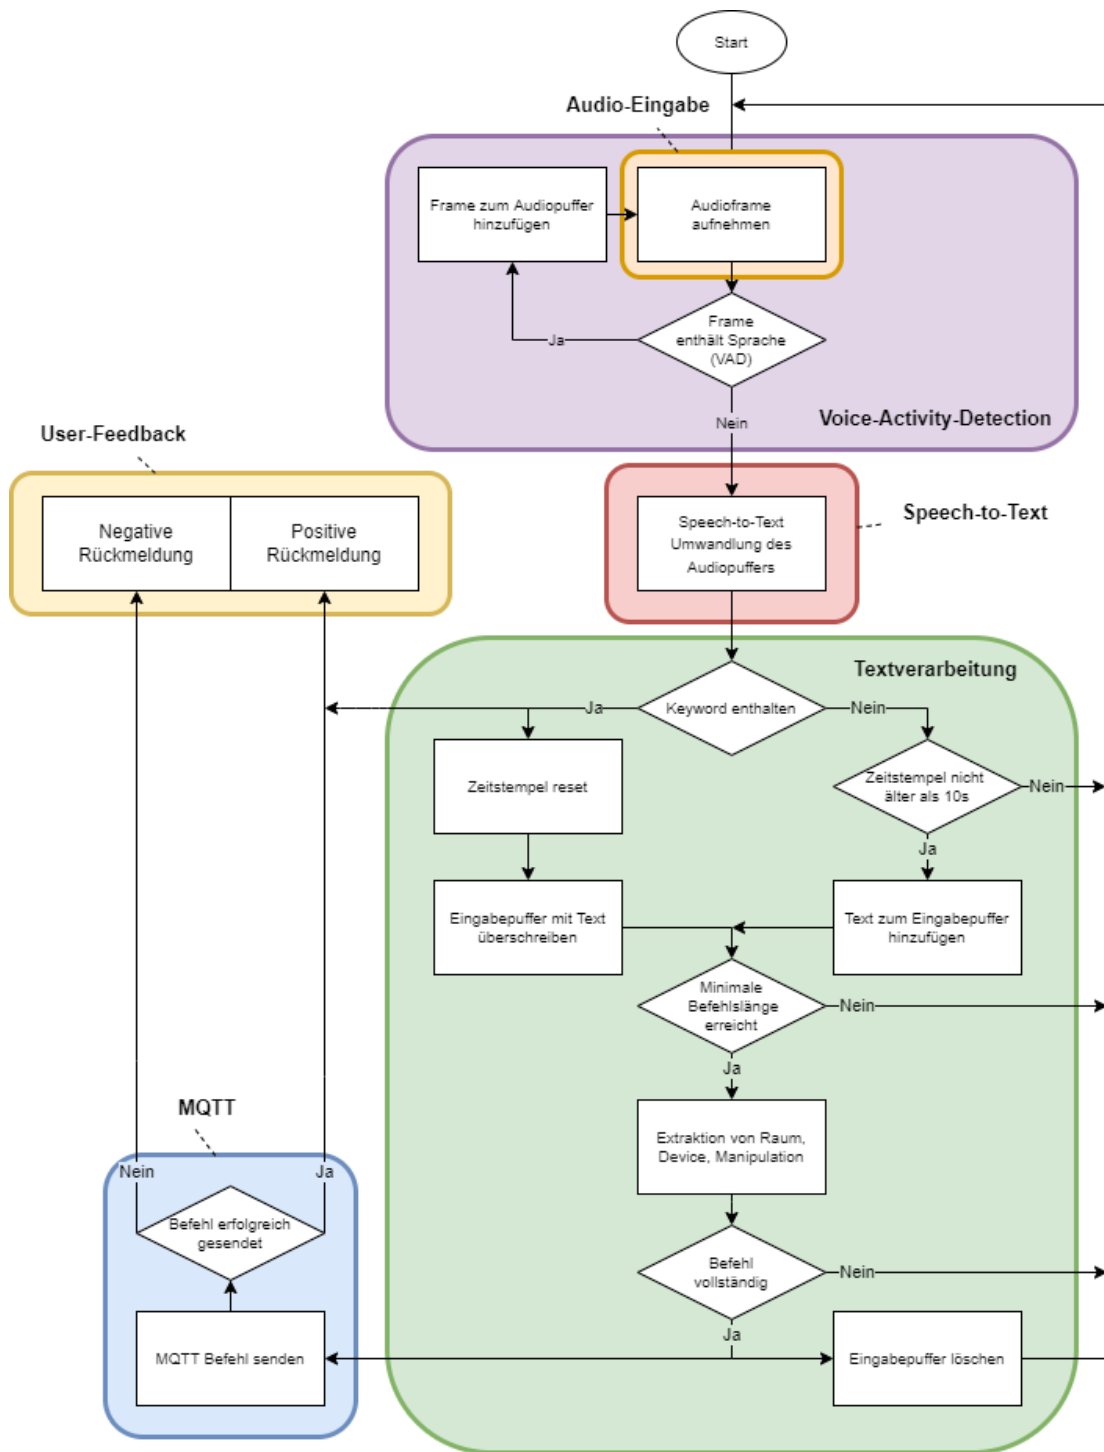 Start
Audio-Eingabe
Frame zum Audiopuffer
hinzufügen
Audioframe
aufnehmen
Frame
enthält Sprache
(VAD)
Ja
Nein
Voice-Activity-Detection
User-Feedback
Negative
Rückmeldung
Positive
Rückmeldung
Speech-to-Text
Umwandlung des
Audiopuffers
Speech-to-Text
Textverarbeitung
Ja
Keyword enthalten
Nein
Zeitstempel reset
Zeitstempel nicht
älter als 10s
Nein
Ja
Eingabepuffer mit Text
überschreiben
Text zum Eingabepuffer
hinzufügen
Minimale
Befehlslänge
erreicht
Nein
Ja
Extraktion von Raum,
Device, Manipulation
MQTT
Nein
Ja
Befehl erfolgreich
gesendet
Befehl
vollständig
Nein
Ja
MQTT Befehl senden
Eingabepuffer löschen